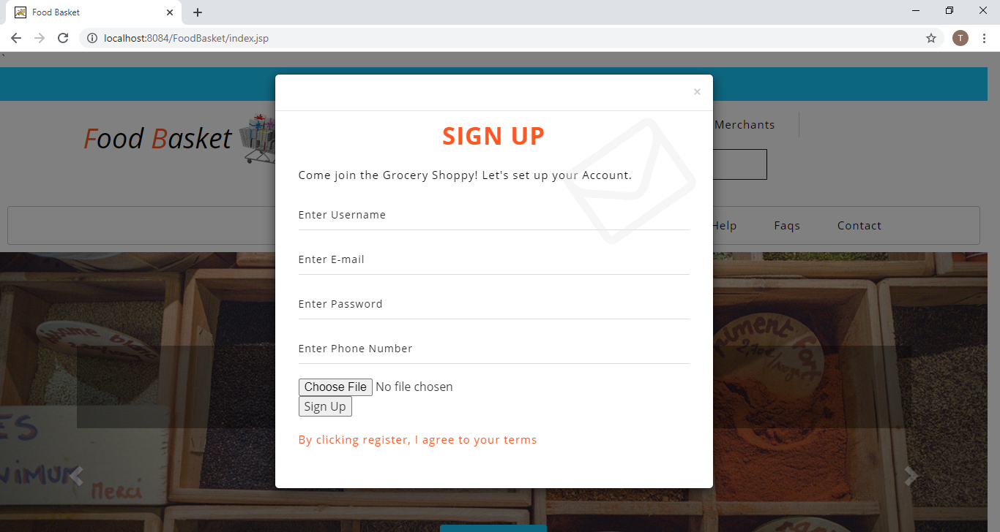 Food Basket
localhost:8084/FoodBasket/index.jsp
T
`
×
Food Basket
Merchants
SIGN UP
Come join the Grocery Shoppy! Let's set up your Account.
Enter Username
Help Faqs Contact
Enter E-mail
Enter Password
Enter Phone Number
Choose File No file chosen
Sign Up
By clicking register, I agree to your terms
Merci